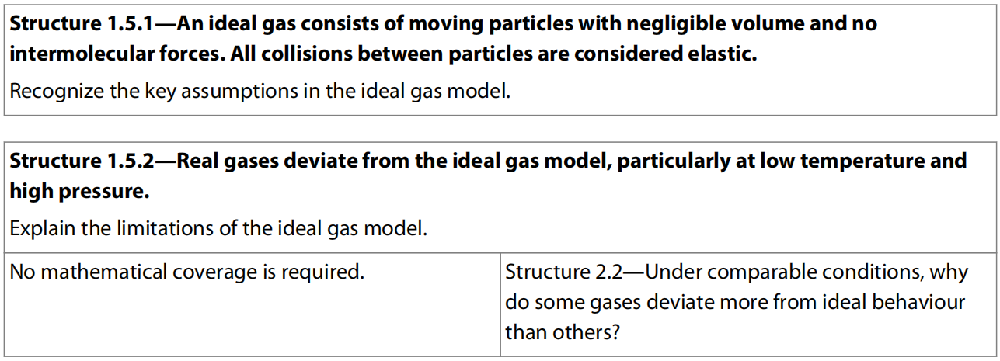 Structure 1.5.1—An ideal gas consists of moving particles with negligible volume and no
intermolecular forces. All collisions between particles are considered elastic.
Recognize the key assumptions in the ideal gas model.
Structure 1.5.2—Real gases deviate from the ideal gas model, particularly at low temperature and
high pressure.
Explain the limitations of the ideal gas model.
No mathematical coverage is required.
Structure 2.2—Under comparable conditions, why
do some gases deviate more from ideal behaviour
than others?